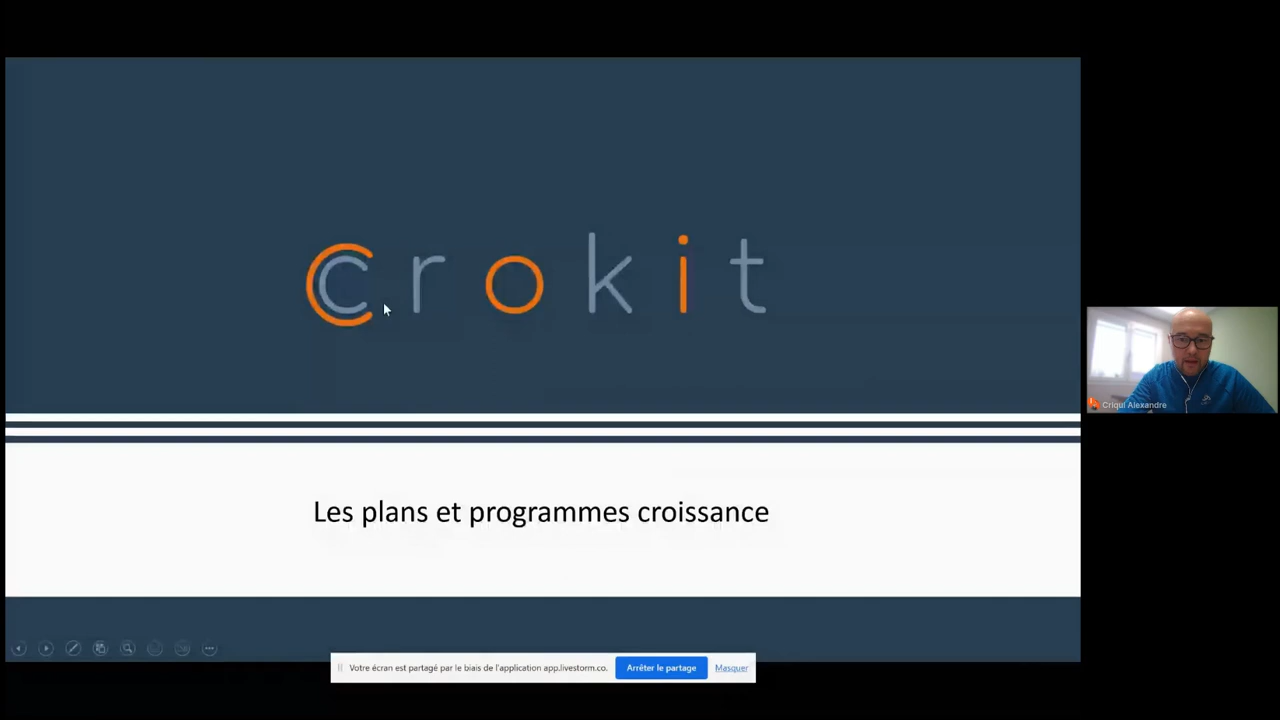 crokit
Criqui Alexandre
Les plans et programmes croissance
Votre écran est partagé par le biais de l'application app.livestorm.co.
Arrêter le partage
Masquer